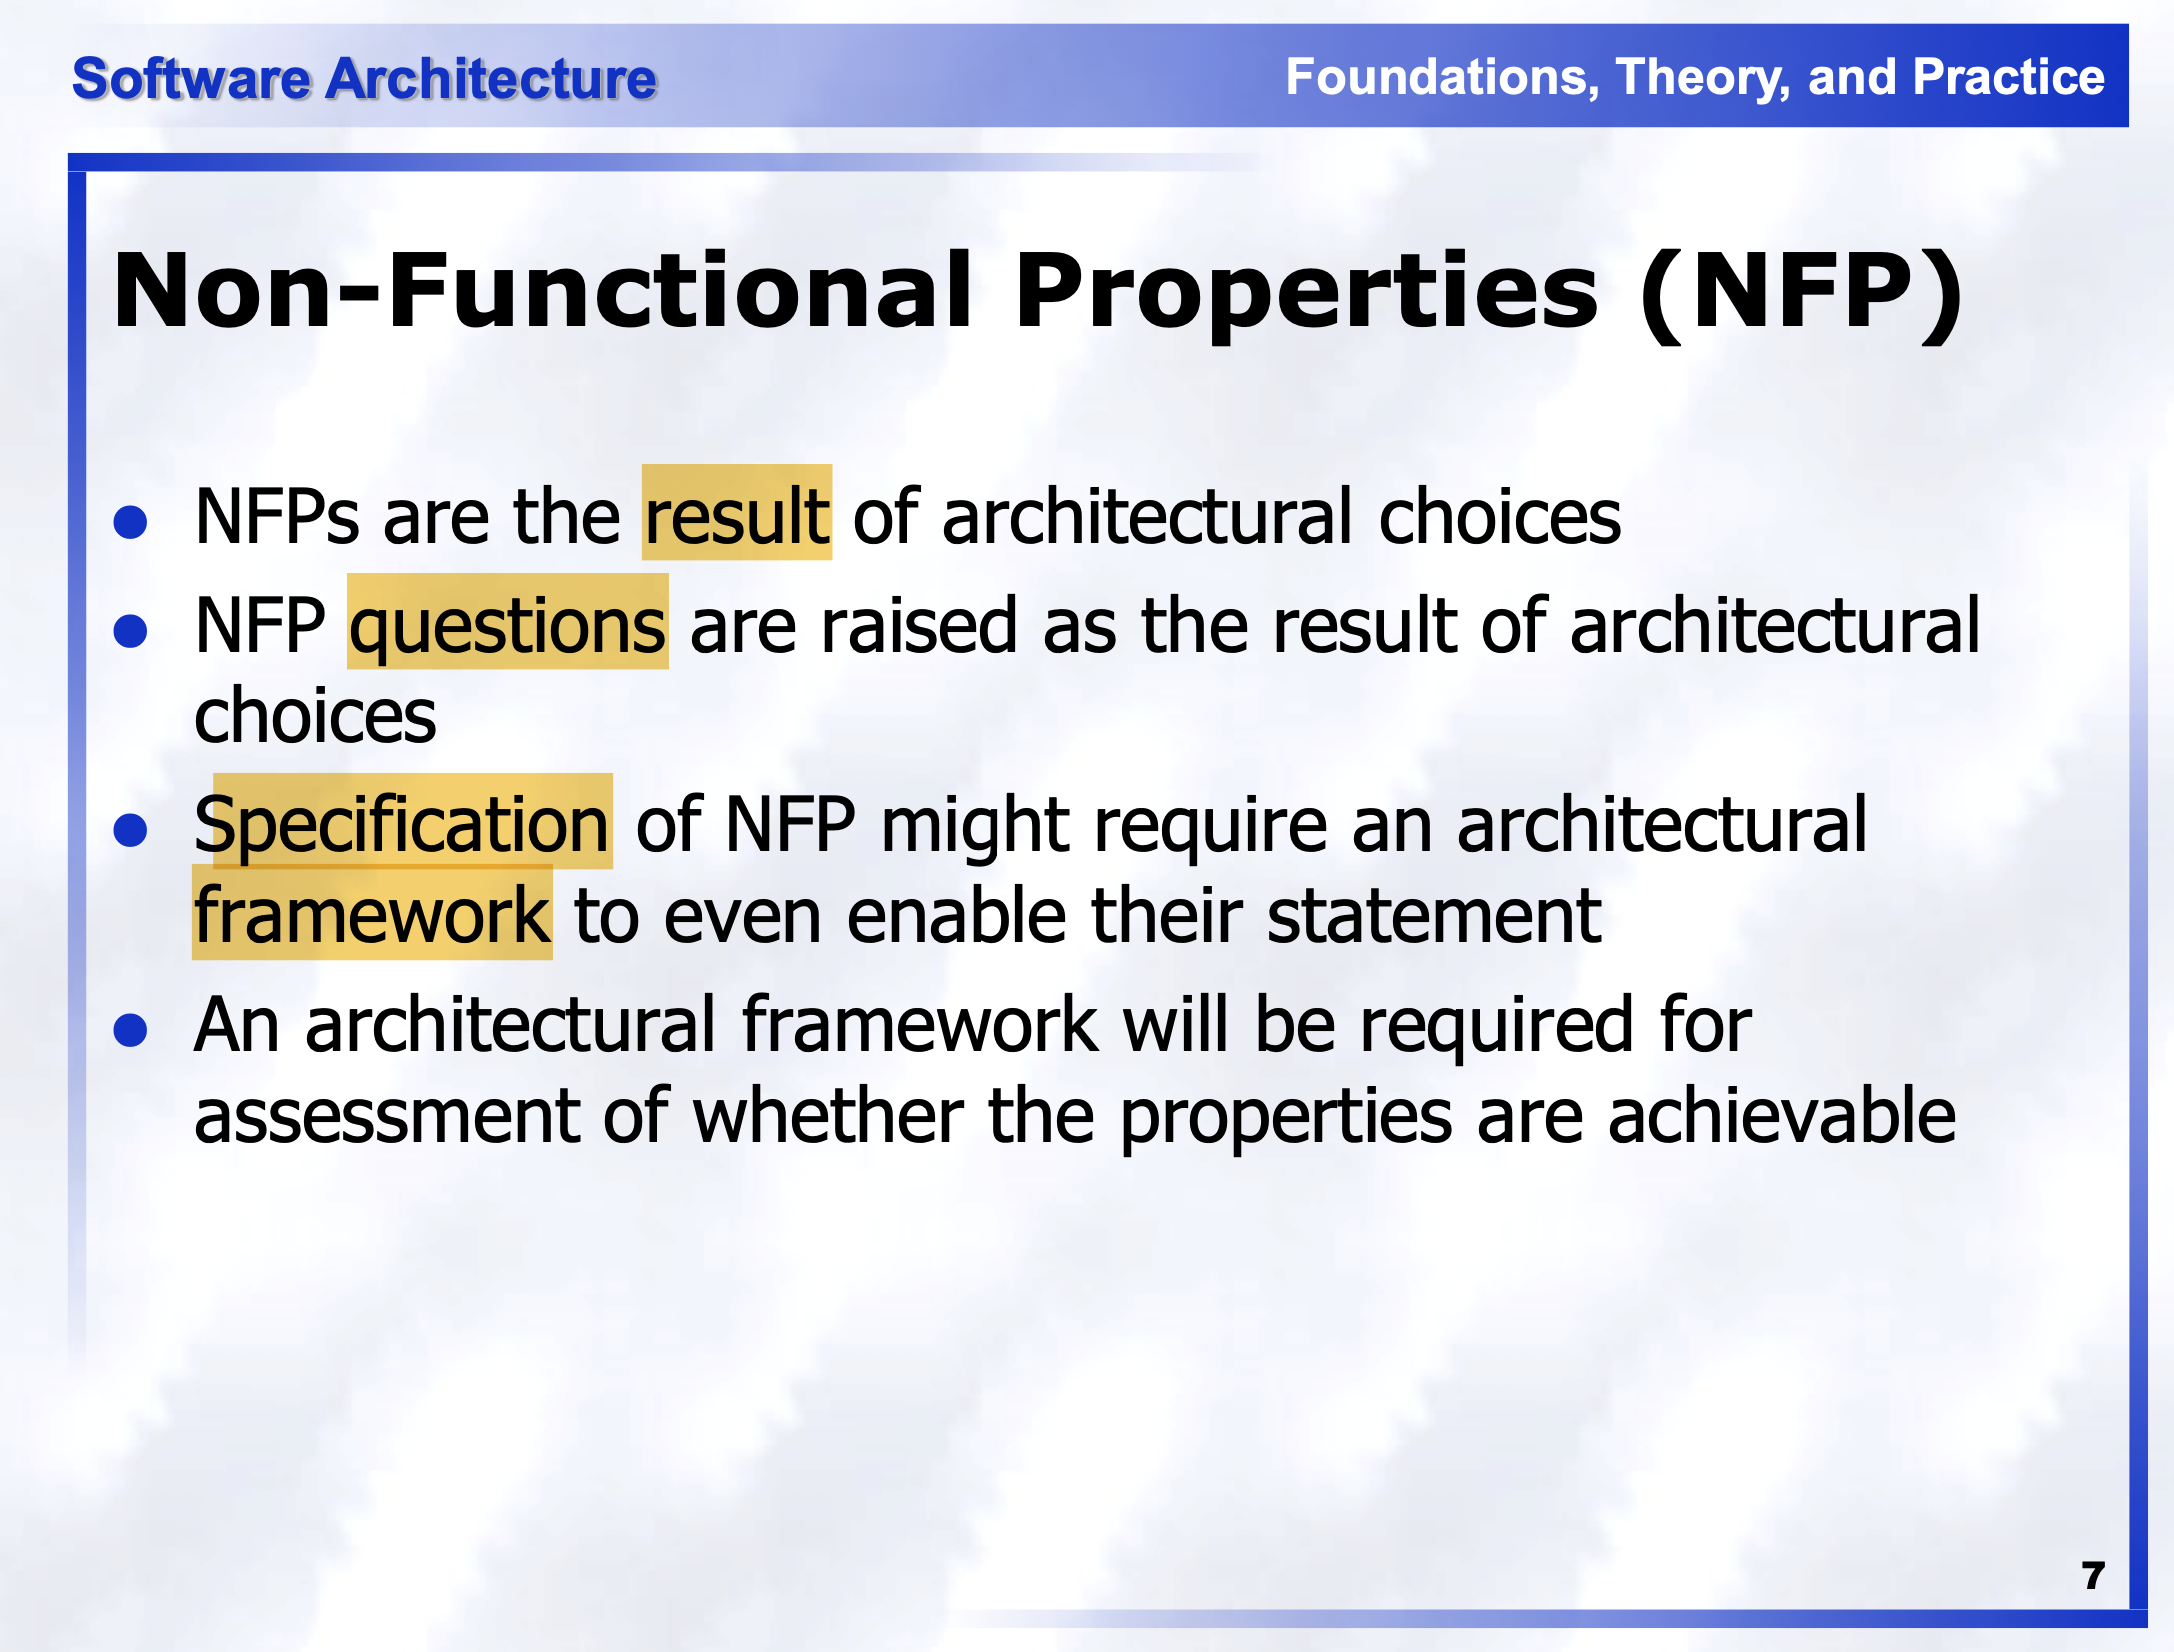 Software Architecture
Foundations, Theory, and Practice
Non-Functional Properties (NFP)
● NFPs are the result of architectural choices
● NFP questions are raised as the result of architectural
choices
● Specification of NFP might require an architectural
framework to even enable their statement
● An architectural framework will be required for
assessment of whether the properties are achievable
7